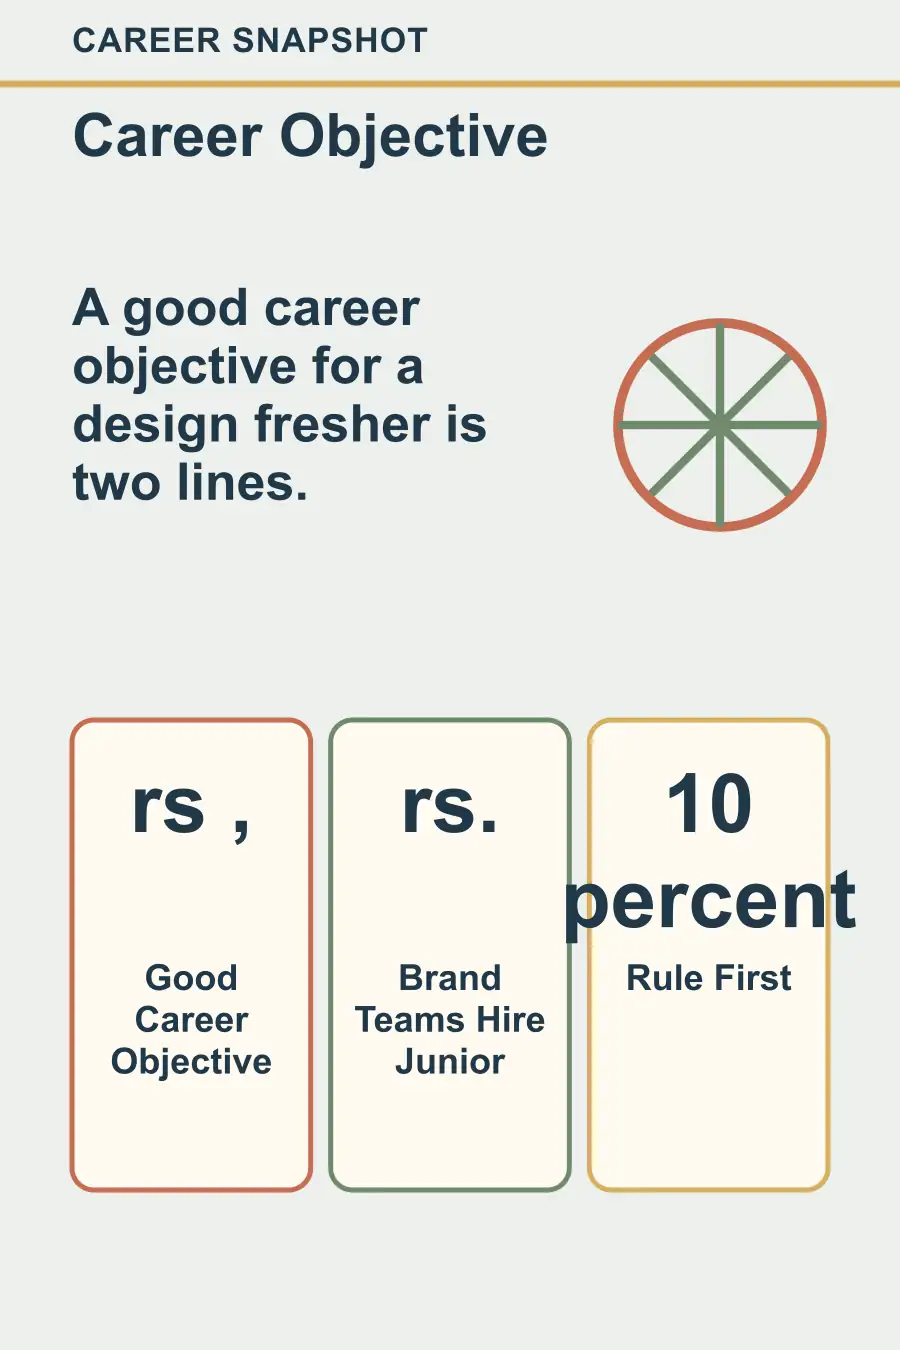 CAREER SNAPSHOT
Career Objective
A good career
objective for a
design fresher is
two lines.
rs ,
Good
Career
Objective
rs.
Brand
Teams Hire
Junior
10
percent
Rule First